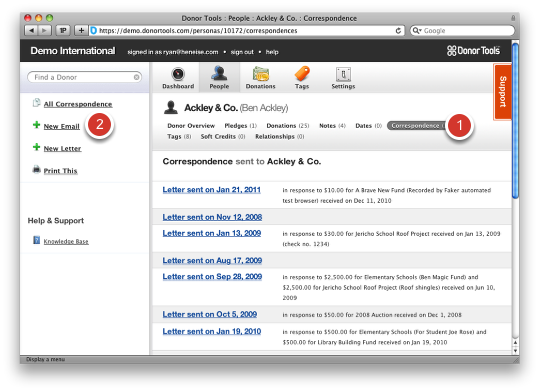 Donor Tools : People : Ackley & Co. : Correspondence
https://demo.donortools.com/personas/10172/correspondences
Google
Demo International
signed in as ryan@heneise.com • sign out • help
Donor Tools
Find a Donor
Dashboard
People
Donations
Tags
Settings
Support
All Correspondence
New Email
2
New Letter
Print This
Help & Support
Knowledge Base
Ackley & Co. (Ben Ackley)
Donor Overview Pledges (1) Donations (25) Notes (4) Dates (0) Correspondence
1
Tags (8) Soft Credits (0) Relationships (0)
Correspondence sent to Ackley & Co.
Letter sent on Jan 21, 2011
in response to $10.00 for A Brave New Fund (Recorded by Faker automated
test browser) received on Dec 11, 2010
Letter sent on Nov 12, 2008
Letter sent on Jan 13, 2009
in response to $30.00 for Jericho School Roof Project received on Jan 13, 2009
(check no. 1234)
Letter sent on Aug 17, 2009
Letter sent on Sep 28, 2009
in response to $2,500.00 for Elementary Schools (Ben Magic Fund) and
$2,500.00 for Jericho School Roof Project (Roof shingles) received on Jun 10,
2009
Letter sent on Oct 5, 2009
in response to $50.00 for 2008 Auction received on Dec 1, 2008
Letter sent on Jan 19, 2010
in response to $500.00 for Elementary Schools (For Student Joe Rose) and
$500.00 for Library Building Fund received on Jan 19, 2010
Display a menu